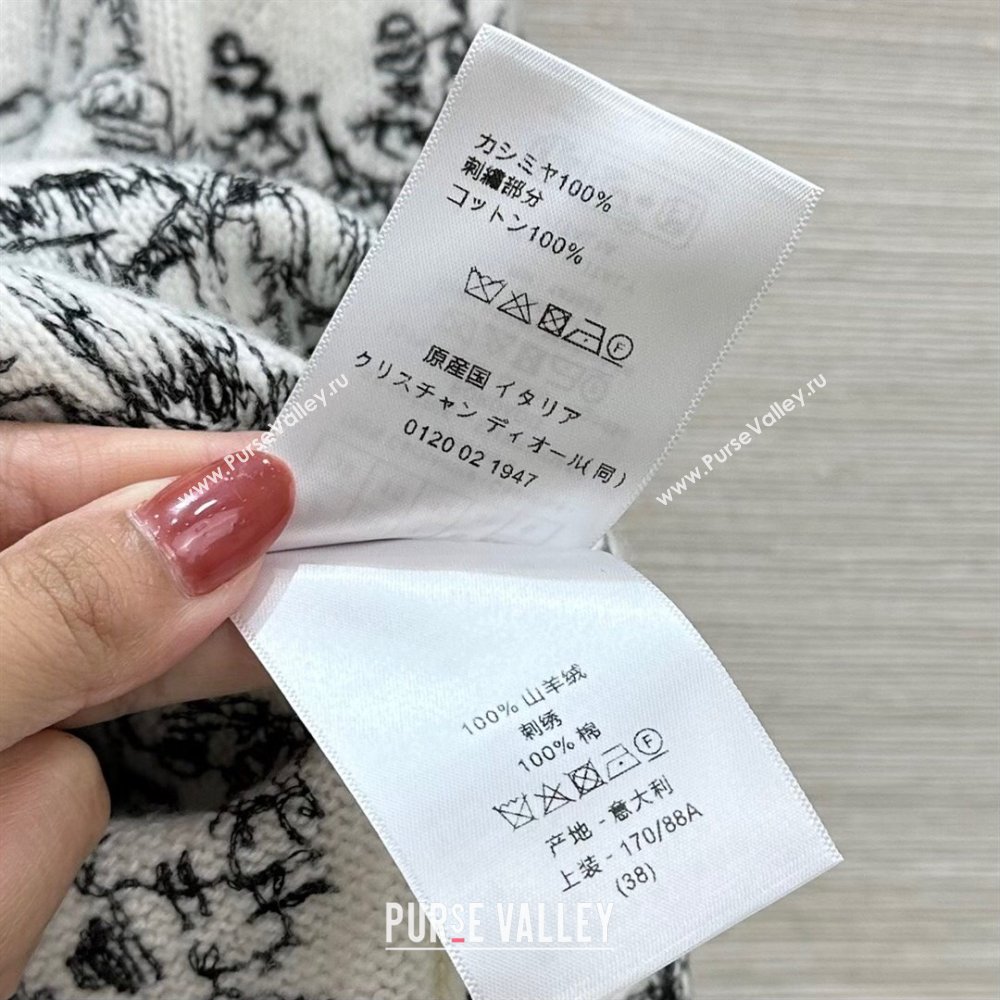 カシミヤ100%
刺繍部分
コットン100%
F
原産国 イタリア
クリスチャン ディオール(同)
0120 02 1947
www.PurseValley.ru
www.PurseValley.ru
100% 山羊绒
刺绣
100% 棉
F
产地 - 意大利
上装 - 170/88A
(38)
PURSE VALLEY